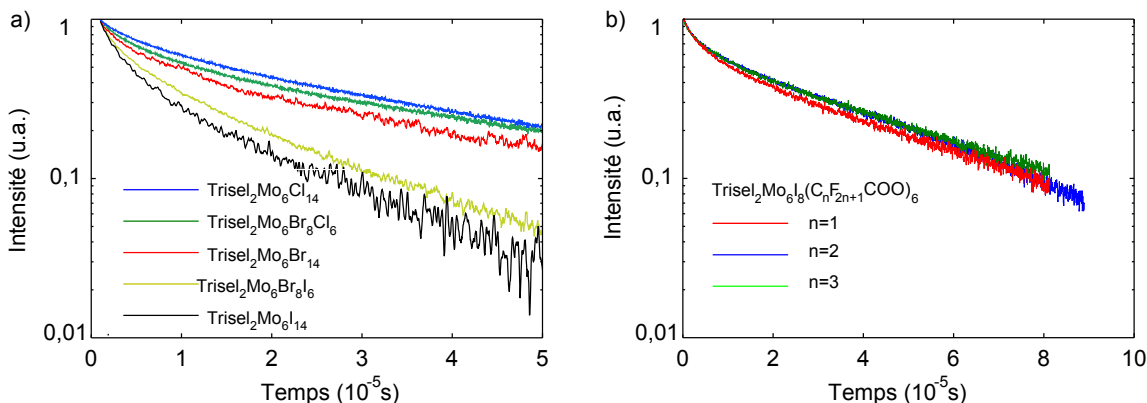 a)
Intensité (u.a.)
1
0,1
0,01
Trisel2Mo6Cl14
Trisel2Mo6Br8Cl6
Trisel2Mo6Br14
Trisel2Mo6Br8I6
Trisel2Mo6I14
0 1 2 3 4 5
Temps (10-5s)
b)
Intensité (u.a.)
1
0,1
0,01
Trisel2Mo6I8(CnF2n+1COO)6
n=1
n=2
n=3
0 2 4 6 8 10
Temps (10-5s)